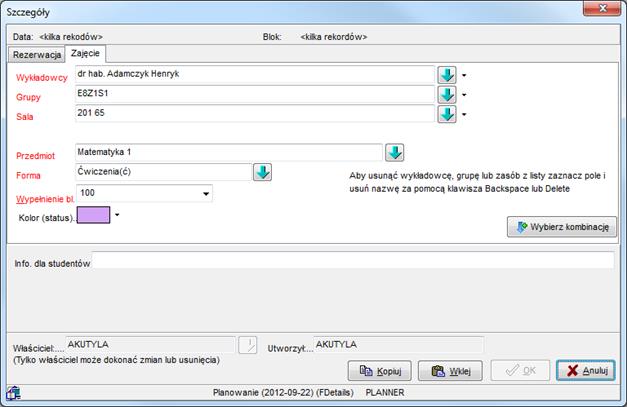 Szczegóły
Data: <kilka rekodów> Blok: <kilka rekordów>
Rezerwacja Zajęcie
Wykładowcy dr hab. Adamczyk Henryk
Grupy E8Z1S1
Sala 201 65
Przedmiot Matematyka 1
Forma Ćwiczenia(ć) Aby usunąć wykładowcę, grupę lub zasób z listy zaznacz pole i
usuń nazwę za pomocą klawisza Backspace lub Delete
Wypełnienie bl. 100
Kolor (status)..
Wybierz kombinację
Info. dla studentów
Właściciel:.... AKUTYLA Utworzył:... AKUTYLA
(Tylko właściciel może dokonać zmian lub usunięcia)
Kopiuj Wklej OK Anuluj
Planowanie (2012-09-22) (FDetails) PLANNER